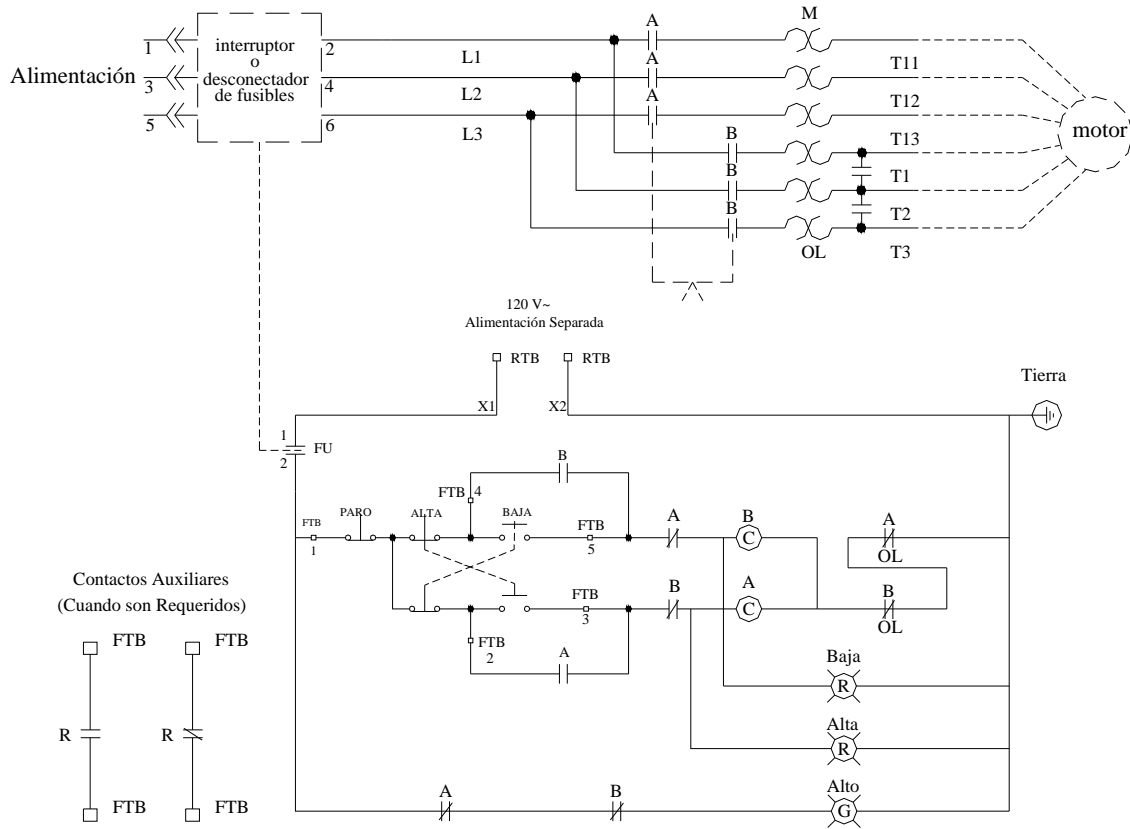 A M
1 interruptor 2
o L1 T11
Alimentación 3 desconectador 4 A
de fusibles L2 T12
5 6 A
L3 B T13
motor
B T1
B T2
OL T3
120 V~
Alimentación Separada
RTB RTB
Tierra
X1 X2
1
FU
2
B
FTB 4
FTB PARO ALTA BAJA FTB A B A
1 5 C OL
Contactos Auxiliares
(Cuando son Requeridos)
FTB B A B
3 C OL
FTB FTB
FTB
2 A
Baja
R
R R
Alta
R
FTB FTB
A B Alto
G